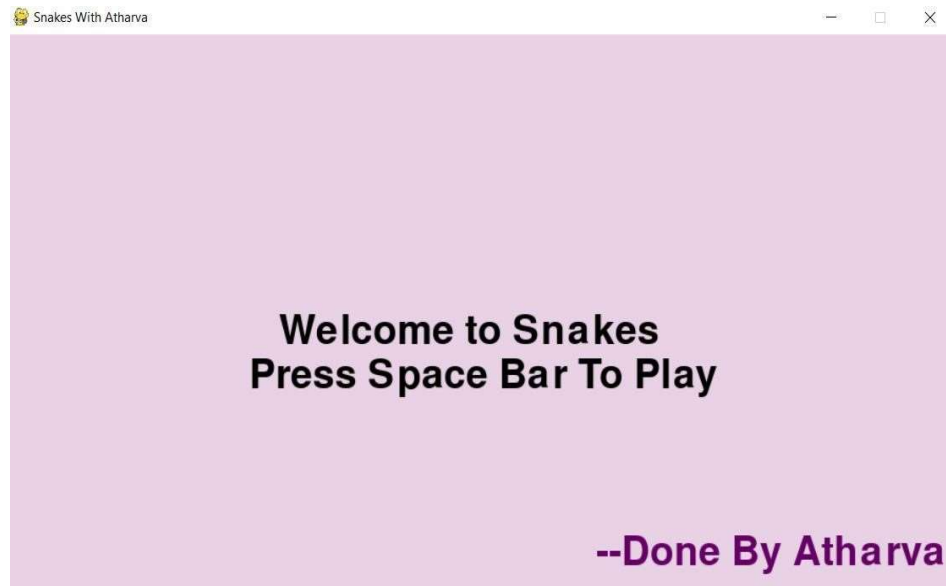 Snakes With Atharva
Welcome to Snakes
Press Space Bar To Play
--Done By Atharva